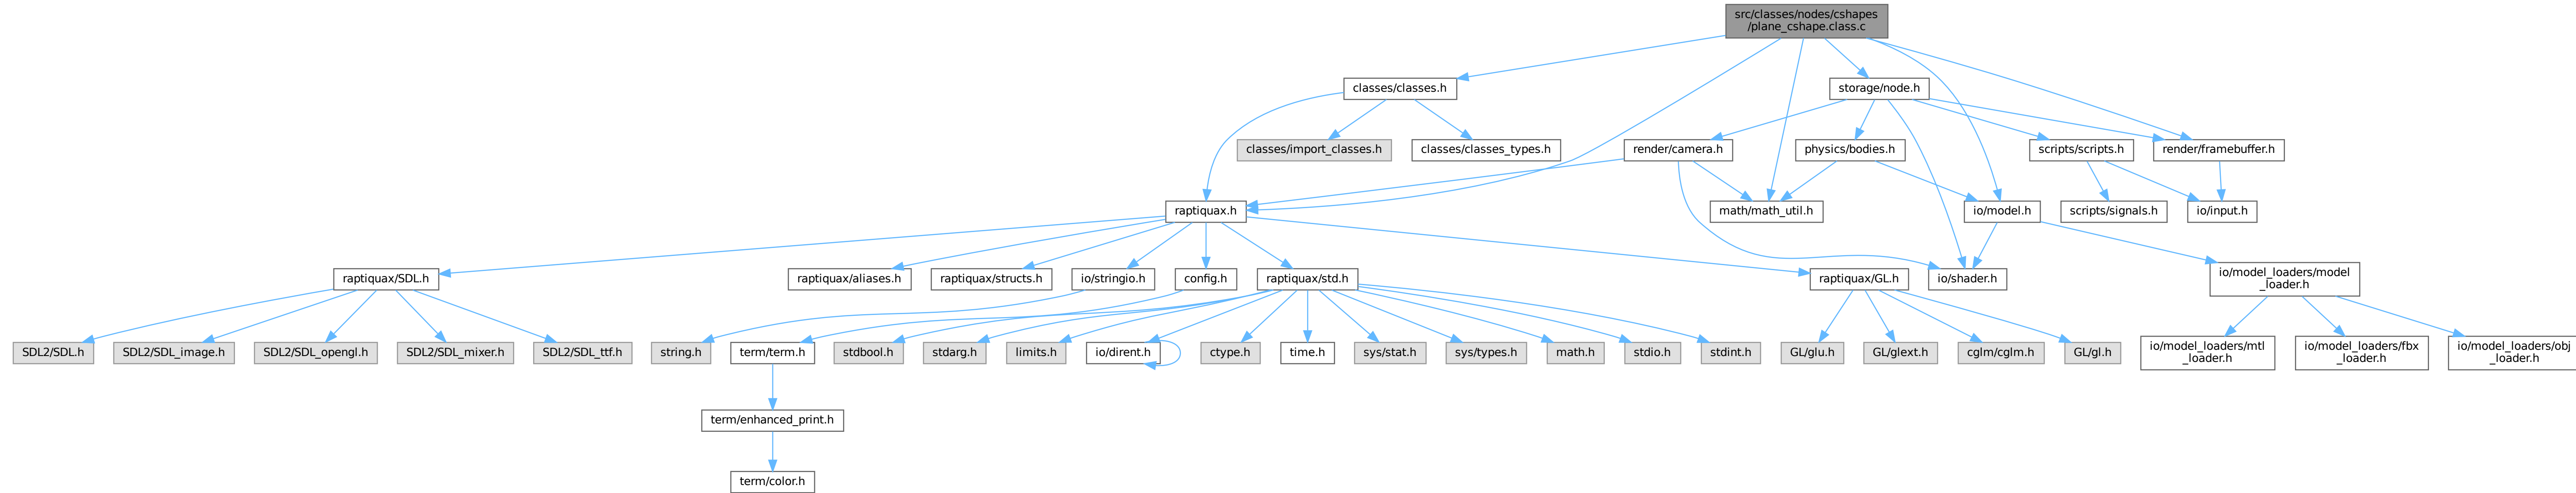 src/classes/nodes/cshapes
/plane_cshape.class.c
classes/classes.h
storage/node.h
classes/import_classes.h
classes/classes_types.h
render/camera.h
physics/bodies.h
scripts/scripts.h
render/framebuffer.h
raptiquax.h
math/math_util.h
io/model.h
scripts/signals.h
io/input.h
raptiquax/SDL.h
raptiquax/aliases.h
raptiquax/structs.h
io/stringio.h
config.h
raptiquax/std.h
raptiquax/GL.h
io/shader.h
io/model_loaders/model
_loader.h
SDL2/SDL.h
SDL2/SDL_image.h
SDL2/SDL_opengl.h
SDL2/SDL_mixer.h
SDL2/SDL_ttf.h
string.h
term/term.h
stdbool.h
stdarg.h
limits.h
io/dirent.h
ctype.h
time.h
sys/stat.h
sys/types.h
math.h
stdio.h
stdint.h
GL/glu.h
GL/glext.h
cglm/cglm.h
GL/gl.h
io/model_loaders/mtl
_loader.h
io/model_loaders/fbx
_loader.h
io/model_loaders/obj
_loader.h
term/enhanced_print.h
term/color.h